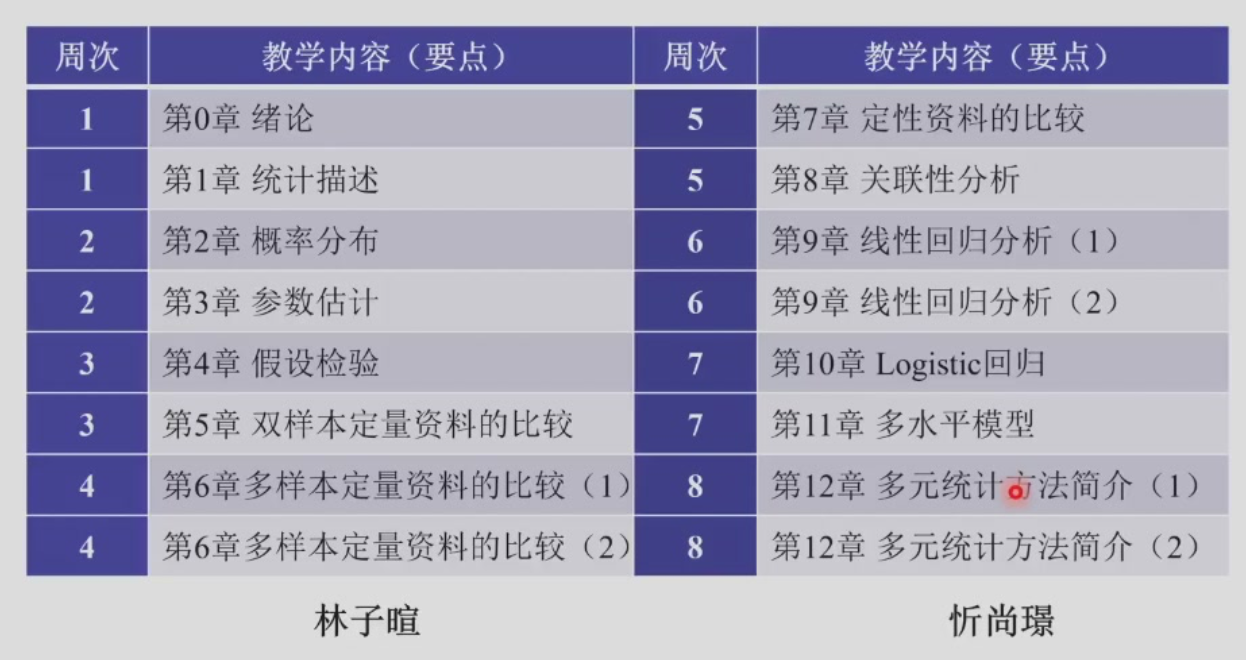 周次 教学内容（要点） 周次 教学内容（要点）
1 第0章 绪论 5 第7章 定性资料的比较
1 第1章 统计描述 5 第8章 关联性分析
2 第2章 概率分布 6 第9章 线性回归分析（1）
2 第3章 参数估计 6 第9章 线性回归分析（2）
3 第4章 假设检验 7 第10章 Logistic回归
3 第5章 双样本定量资料的比较 7 第11章 多水平模型
4 第6章多样本定量资料的比较（1） 8 第12章 多元统计方法简介（1）
4 第6章多样本定量资料的比较（2） 8 第12章 多元统计方法简介（2）
林子暄 忻尚璟